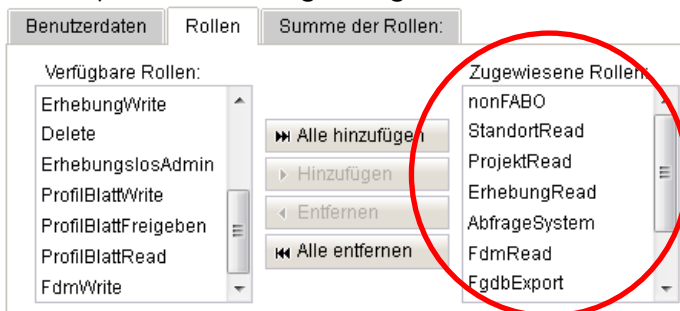 Benutzerdaten Rollen Summe der Rollen:
Verfügbare Rollen:
ErhebungWrite
Delete
ErhebungslosAdmin
ProfilBlattWrite
ProfilBlattFreigeben
ProfilBlattRead
FdmWrite
Alle hinzufügen
Hinzufügen
Entfernen
Alle entfernen
Zugewiesene Rollen:
nonFABO
StandortRead
ProjektRead
ErhebungRead
AbfrageSystem
FdmRead
FgdbExport